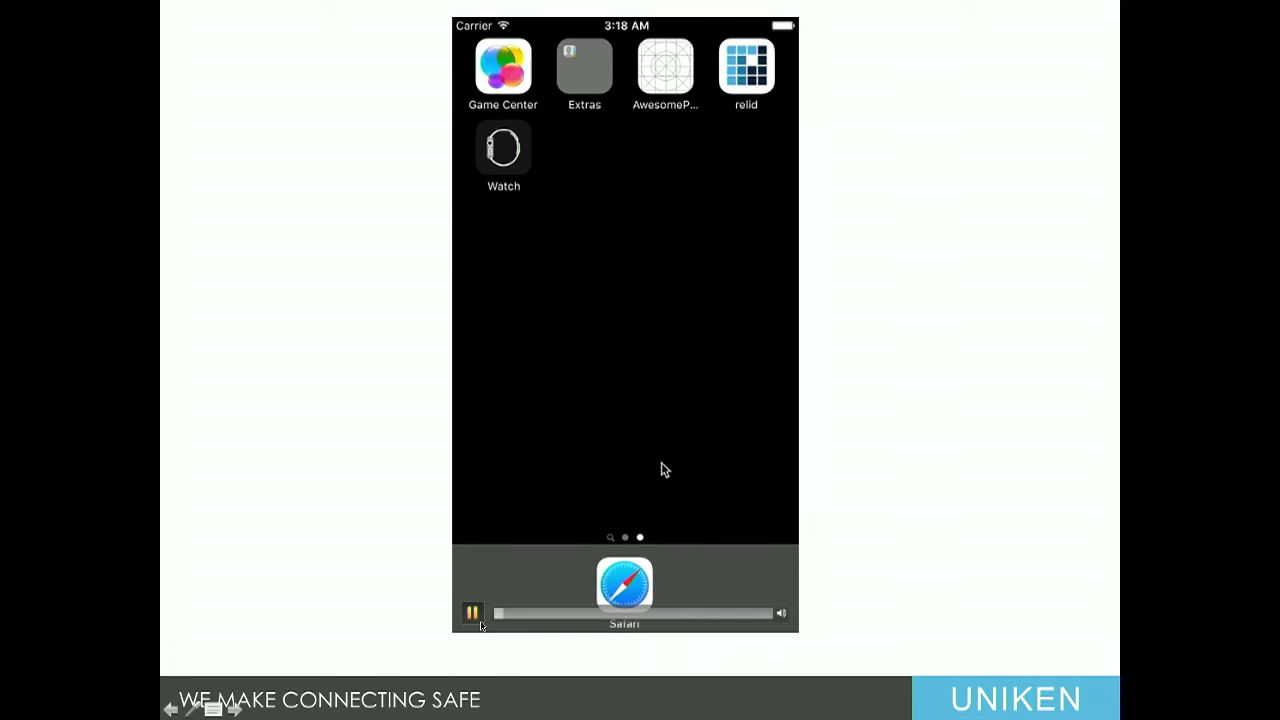 Carrier 3:18 AM
Game Center Extras AwesomeP... relid
Watch
Safari
WE MAKE CONNECTING SAFE UNIKEN